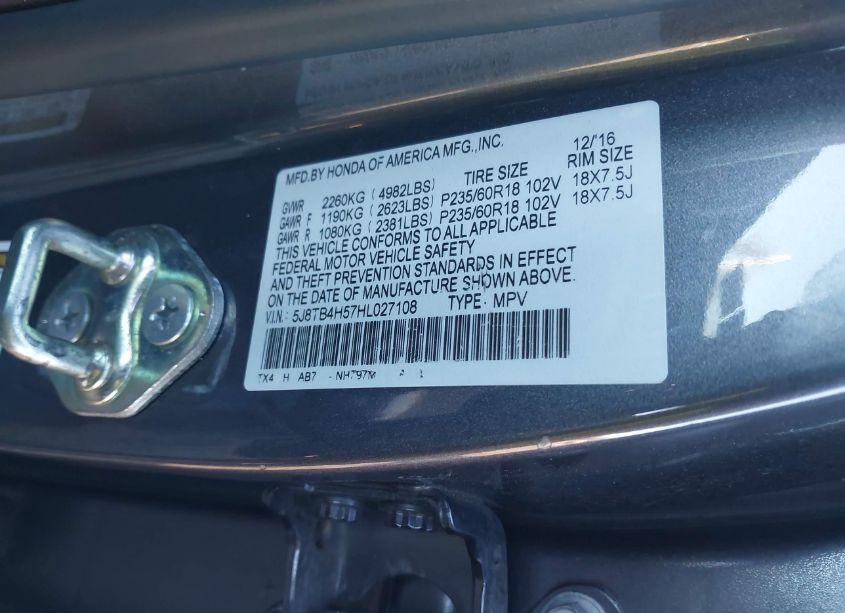 MFD.BY HONDA OF AMERICA MFG.,INC. 12/'16
TIRE SIZE RIM SIZE
GVWR 2260KG (4982LBS)
GAWR F 1190KG (2623LBS) P235/60R18 102V 18X7.5J
GAWR R 1080KG (2381LBS) P235/60R18 102V 18X7.5J
THIS VEHICLE CONFORMS TO ALL APPLICABLE
FEDERAL MOTOR VEHICLE SAFETY
AND THEFT PREVENTION STANDARDS IN EFFECT
ON THE DATE OF MANUFACTURE SHOWN ABOVE.
V.I.N.: 5J8TB4H57HL027108 TYPE: MPV
TX4 H AB7 - NH797M A 1